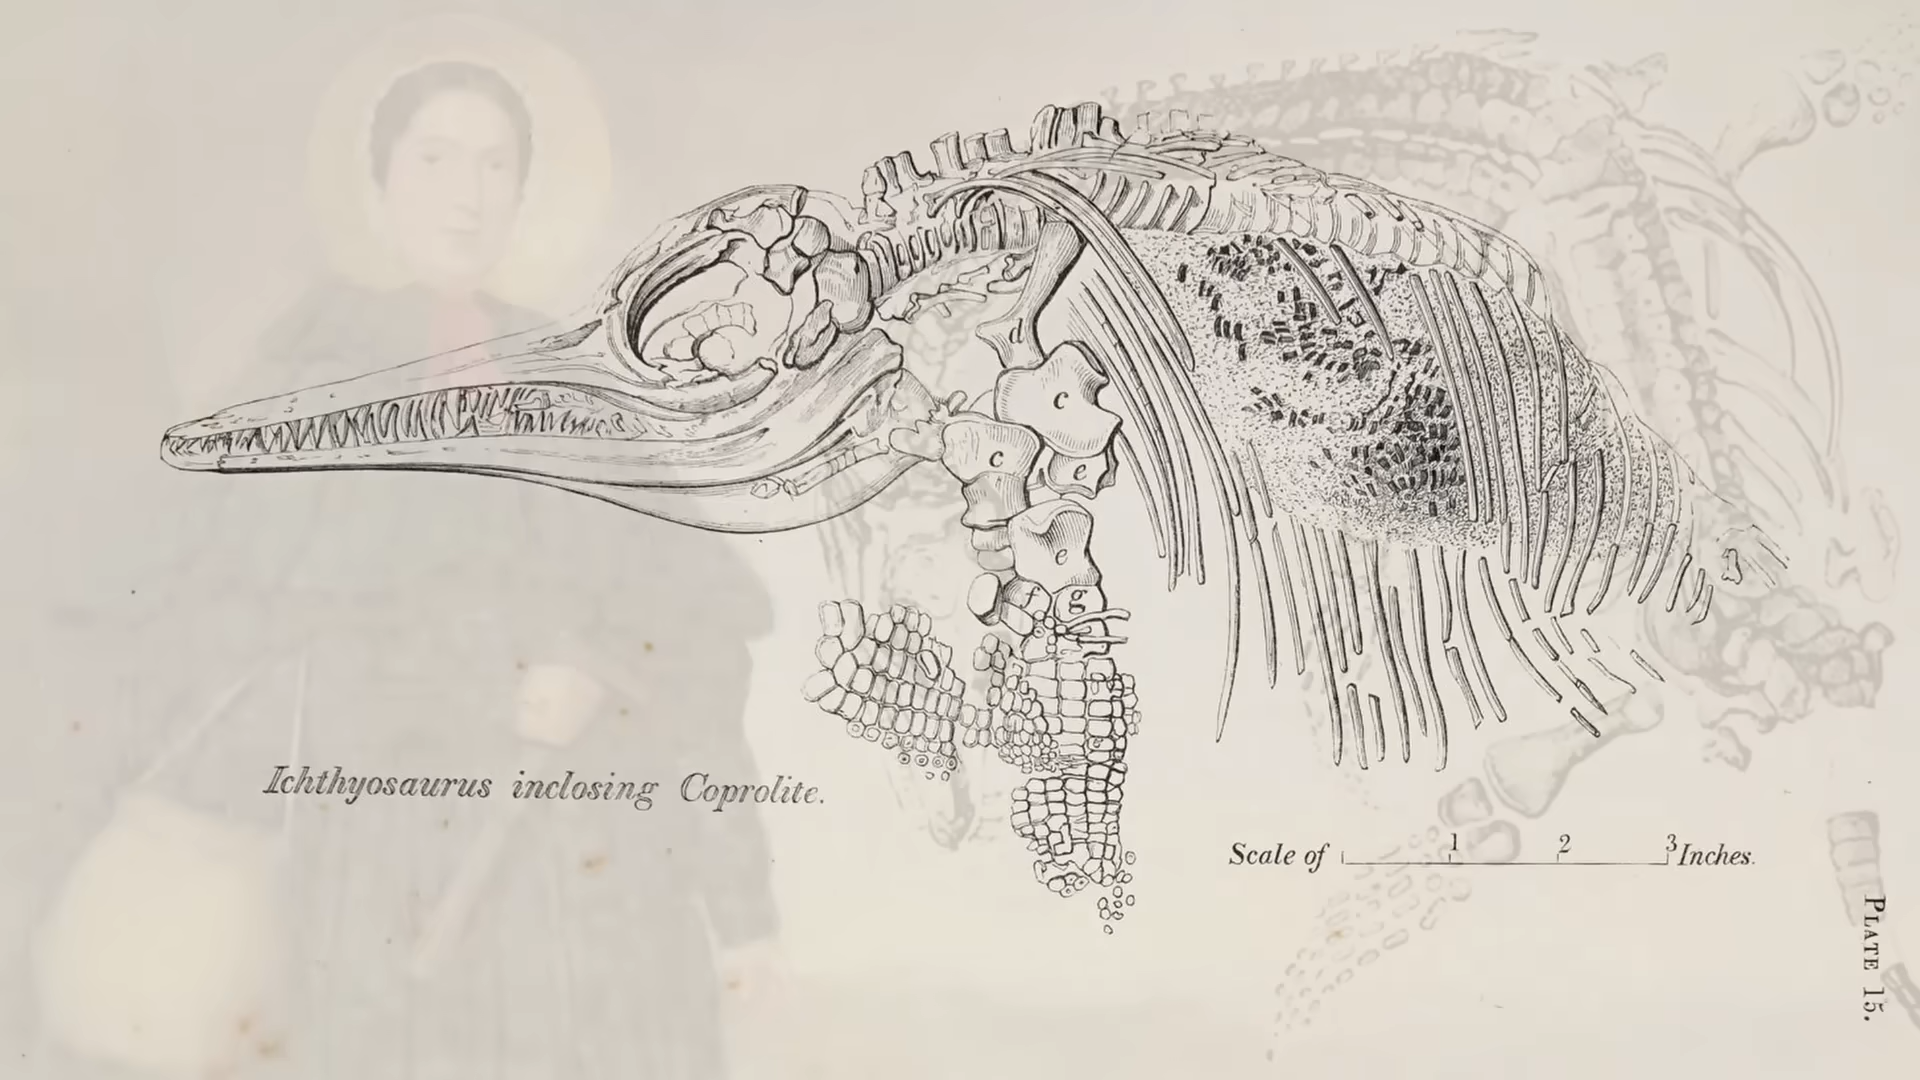 d
c
c
e
e
f g
Ichthyosaurus inclosing Coprolite.
Scale of 1 2 3 Inches.
PLATE 15.